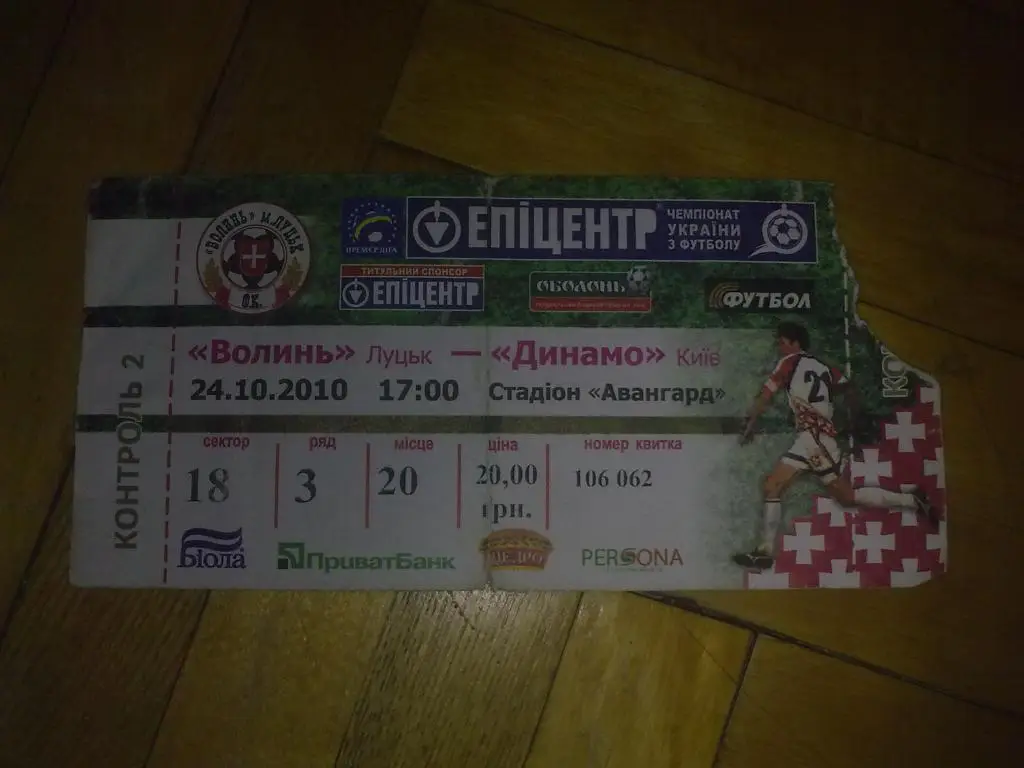 "ВОЛИНЬ" м.ЛУЦЬК
Ф.К.
ПРЕМ'ЄР ЛІГА
ЕПІЦЕНТР
ЧЕМПІОНАТ
УКРАЇНИ
З ФУТБОЛУ
ТИТУЛЬНИЙ СПОНСОР
ЕПІЦЕНТР
ОБОЛОНЬ
ФУТБОЛ
КОНТРОЛЬ 2
«Волинь» Луцьк — «Динамо» Київ
24.10.2010 17:00 Стадіон «Авангард»
сектор ряд місце ціна номер квитка
18 3 20 20,00 грн. 106 062
21
Біола
ПриватБанк
PERSONA